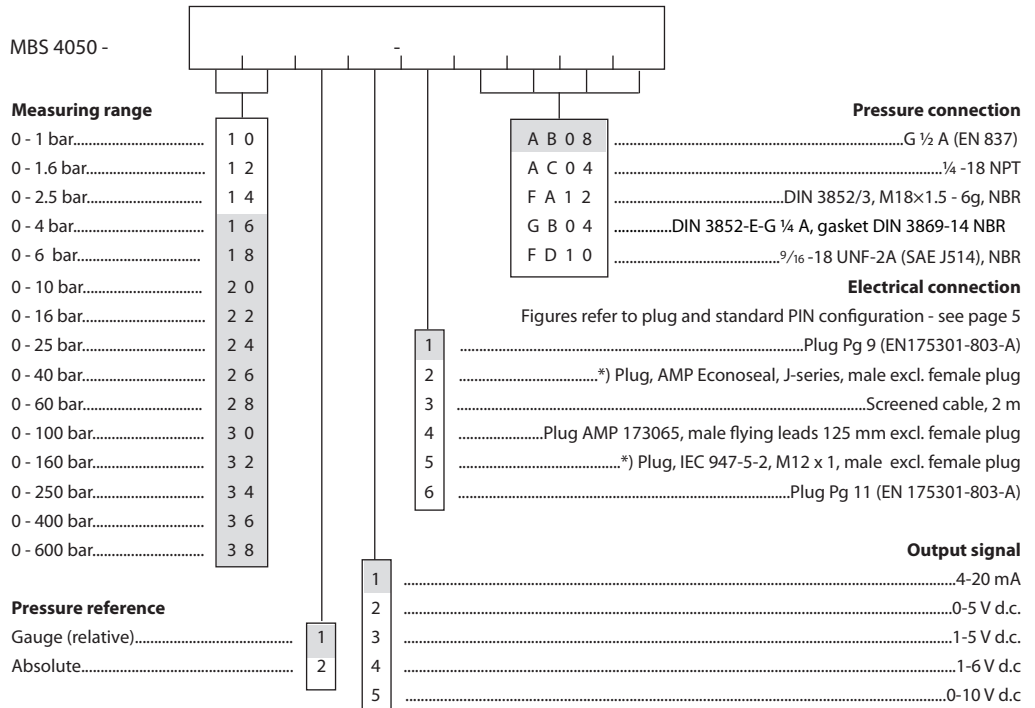 MBS 4050 - -
Measuring range
0 - 1 bar................................ 1 0
0 - 1.6 bar............................. 1 2
0 - 2.5 bar............................. 1 4
0 - 4 bar................................ 1 6
0 - 6 bar............................... 1 8
0 - 10 bar.............................. 2 0
0 - 16 bar.............................. 2 2
0 - 25 bar.............................. 2 4
0 - 40 bar.............................. 2 6
0 - 60 bar.............................. 2 8
0 - 100 bar............................ 3 0
0 - 160 bar............................ 3 2
0 - 250 bar............................ 3 4
0 - 400 bar............................ 3 6
0 - 600 bar............................ 3 8
Pressure reference
Gauge (relative)....................................... 1
Absolute.................................................... 2
Pressure connection
A B 0 8 ........................................................................G ½ A (EN 837)
A C 0 4 ..................................................................................¼ -18 NPT
F A 1 2 ..........................................DIN 3852/3, M18×1.5 - 6g, NBR
G B 0 4 ..............DIN 3852-E-G ¼ A, gasket DIN 3869-14 NBR
F D 1 0 .........................................9⁄16 -18 UNF-2A (SAE J514), NBR
Electrical connection
Figures refer to plug and standard PIN configuration - see page 5
1 ......................................................................................Plug Pg 9 (EN175301-803-A)
2 ..................................*) Plug, AMP Econoseal, J-series, male excl. female plug
3 ......................................................................................................Screened cable, 2 m
4 .....................Plug AMP 173065, male flying leads 125 mm excl. female plug
5 ........................................*) Plug, IEC 947-5-2, M12 x 1, male excl. female plug
6 ...................................................................................Plug Pg 11 (EN 175301-803-A)
Output signal
1 ..........................................................................................................................................4-20 mA
2 .........................................................................................................................................0-5 V d.c.
3 .........................................................................................................................................1-5 V d.c.
4 ..........................................................................................................................................1-6 V d.c
5 ........................................................................................................................................0-10 V d.c